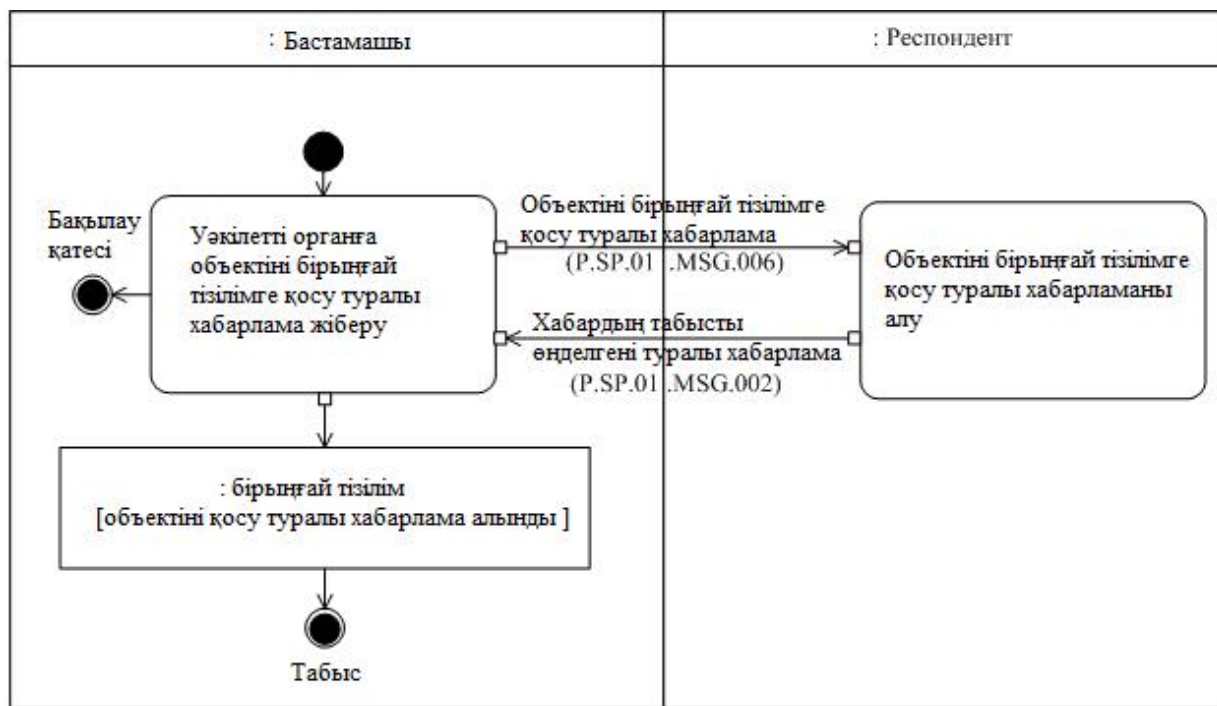 : Бастамашы
: Респондент
Бақылау
қатесі
Уәкілетті органға
объектіні бірыңғай
тізілімге қосу туралы
хабарлама жіберу
Объектіні бірыңғай тізілімге
қосу туралы хабарлама
(P.SP.01 .MSG.006)
Хабардың табысты
өңделгені туралы хабарлама
(P.SP.01 .MSG.002)
Объектіні бірыңғай тізілімге
қосу туралы хабарламаны
алу
: бірыңғай тізілім
[объектіні қосу туралы хабарлама алынды ]
Табыс